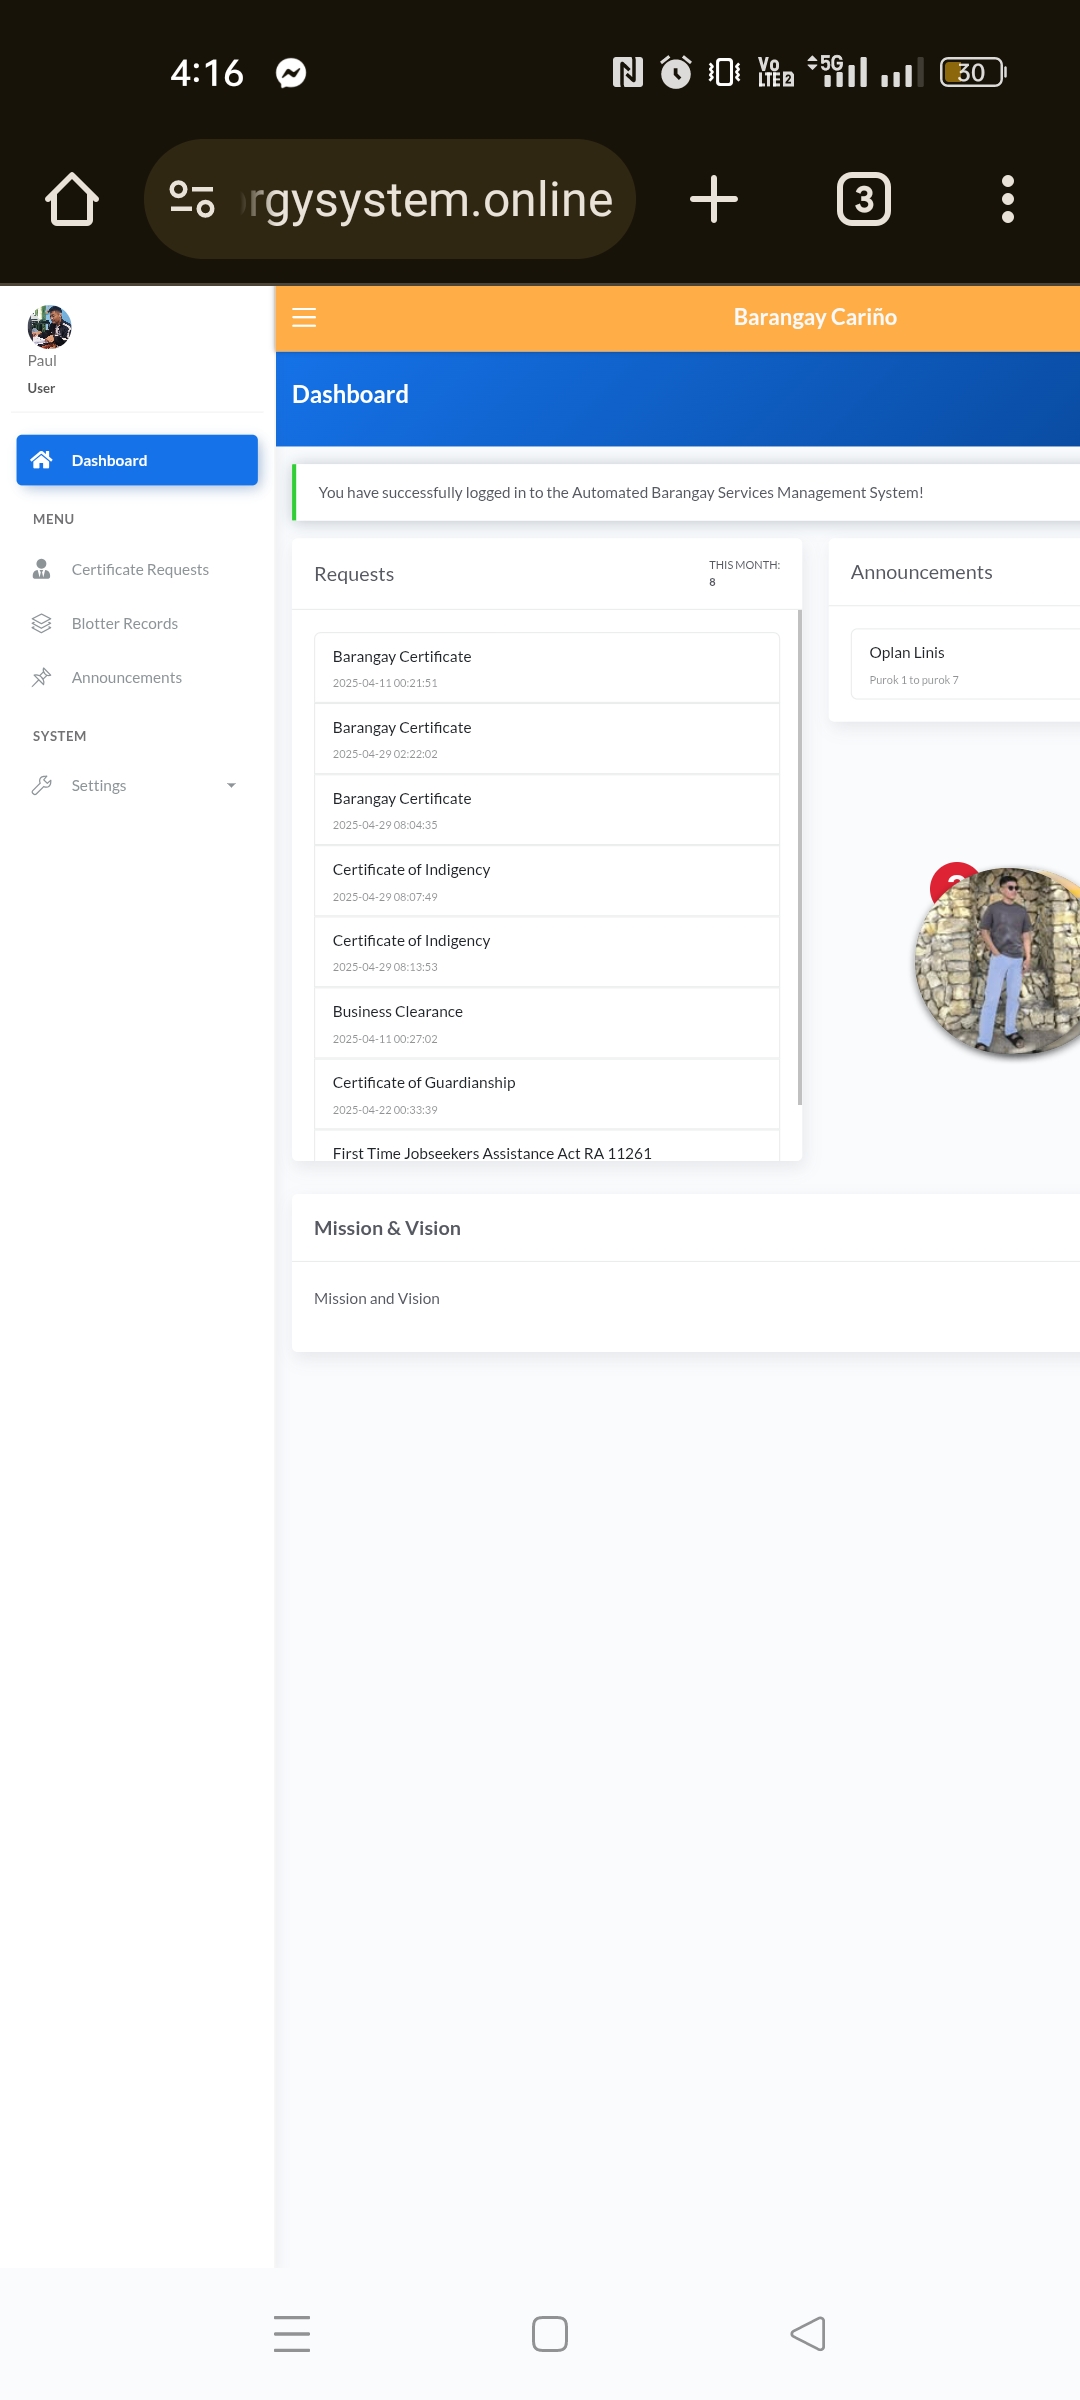 4:16
Vo
LTE 2
5G
30
rgysystem.online
3
Paul
User
Dashboard
MENU
Certificate Requests
Blotter Records
Announcements
SYSTEM
Settings
Barangay Cariño
Dashboard
You have successfully logged in to the Automated Barangay Services Management System!
Requests
THIS MONTH:
8
Barangay Certificate
2025-04-11 00:21:51
Barangay Certificate
2025-04-29 02:22:02
Barangay Certificate
2025-04-29 08:04:35
Certificate of Indigency
2025-04-29 08:07:49
Certificate of Indigency
2025-04-29 08:13:53
Business Clearance
2025-04-11 00:27:02
Certificate of Guardianship
2025-04-22 00:33:39
First Time Jobseekers Assistance Act RA 11261
Announcements
Oplan Linis
Purok 1 to purok 7
Mission & Vision
Mission and Vision